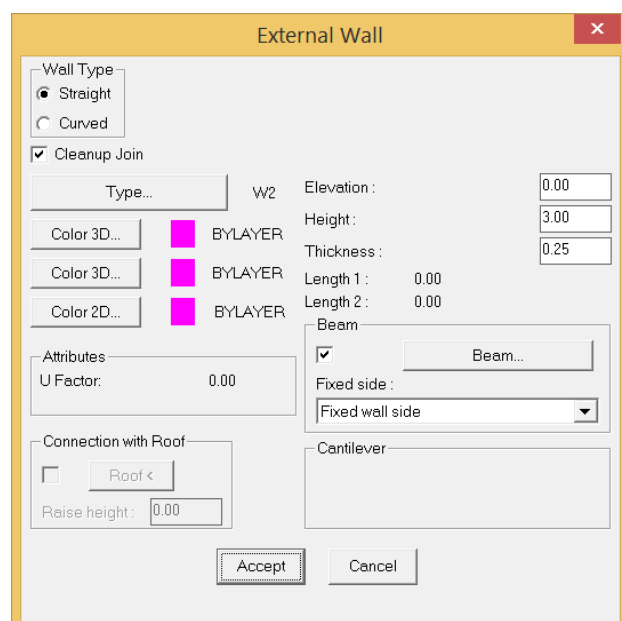 External Wall
Wall Type
Straight
Curved
Cleanup Join
Type... W2
Color 3D... BYLAYER
Color 3D... BYLAYER
Color 2D... BYLAYER
Attributes
U Factor: 0.00
Connection with Roof
Roof <
Raise height : 0.00
Elevation : 0.00
Height : 3.00
Thickness : 0.25
Length 1 : 0.00
Length 2 : 0.00
Beam
Beam...
Fixed side :
Fixed wall side
Cantilever
Accept Cancel